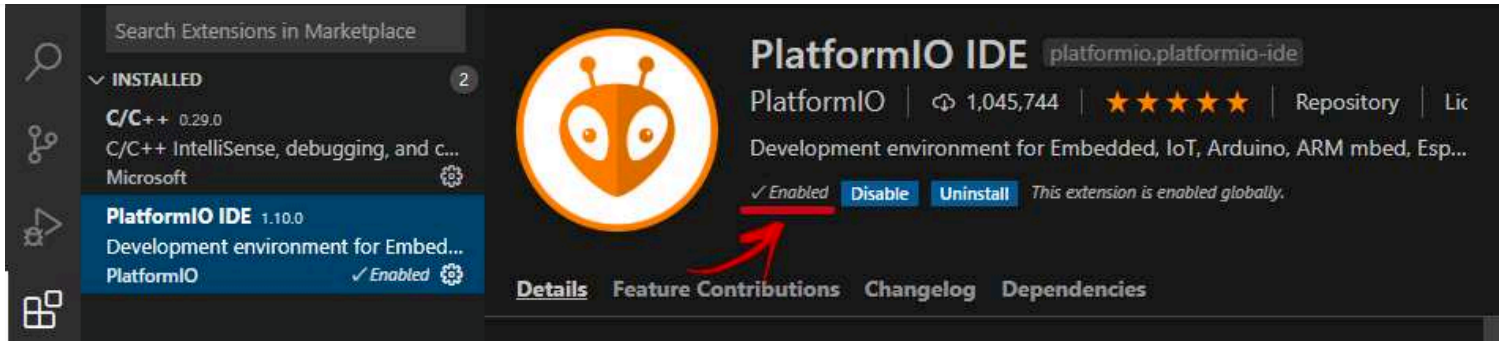 Search Extensions in Marketplace
INSTALLED 2
C/C++ 0.29.0
C/C++ IntelliSense, debugging, and c...
Microsoft
PlatformIO IDE 1.10.0
Development environment for Embed...
PlatformIO ✓ Enabled
PlatformIO IDE platformio.platformio-ide
PlatformIO | 1,045,744 | ★★★★★ | Repository | Lic
Development environment for Embedded, IoT, Arduino, ARM mbed, Esp...
✓ Enabled Disable Uninstall This extension is enabled globally.
Details Feature Contributions Changelog Dependencies